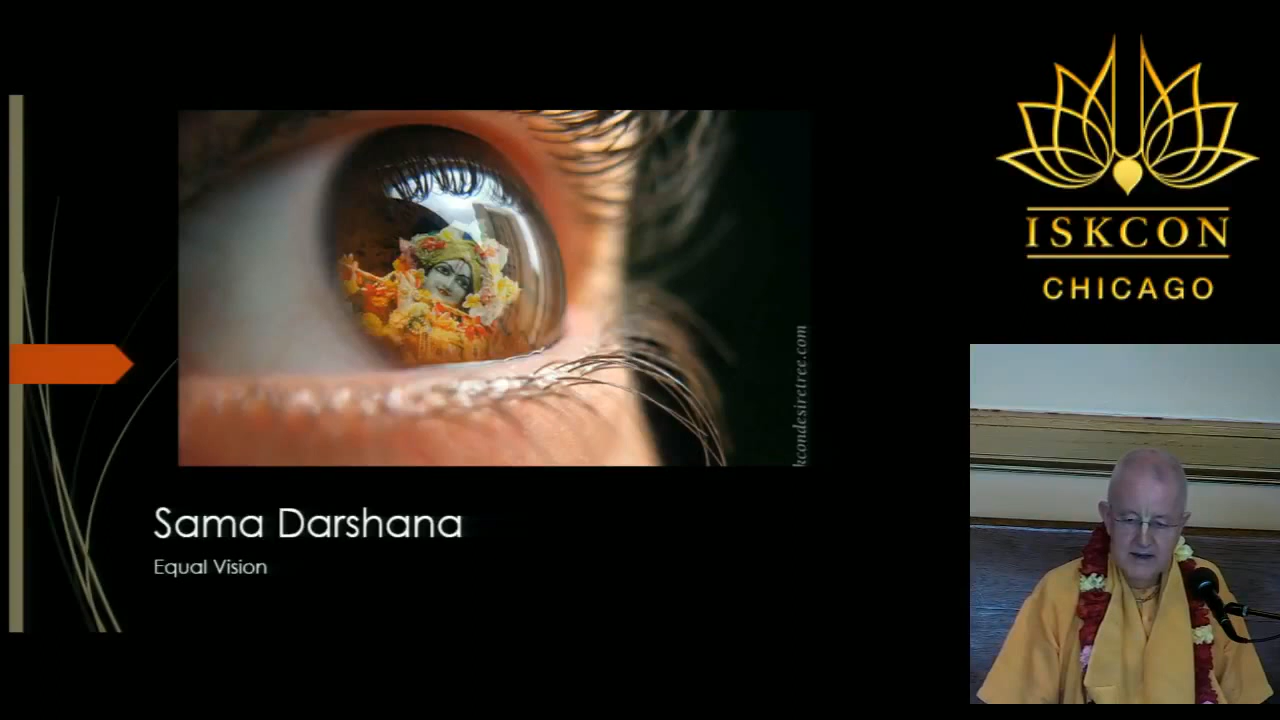 ISKCON
CHICAGO
kcondesiretree.com
Sama Darshana
Equal Vision